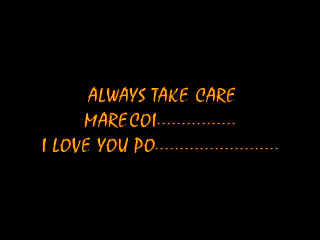 ALWAYS TAKE CARE
MARECOI................
I LOVE YOU PO.........................